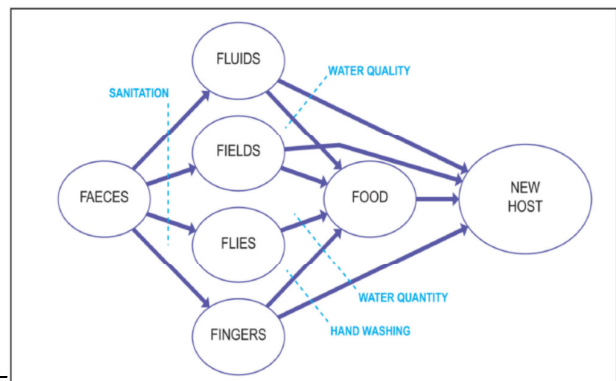 FLUIDS
WATER QUALITY
SANITATION
FIELDS
FAECES
FOOD
NEW
HOST
FLIES
WATER QUANTITY
HAND WASHING
FINGERS